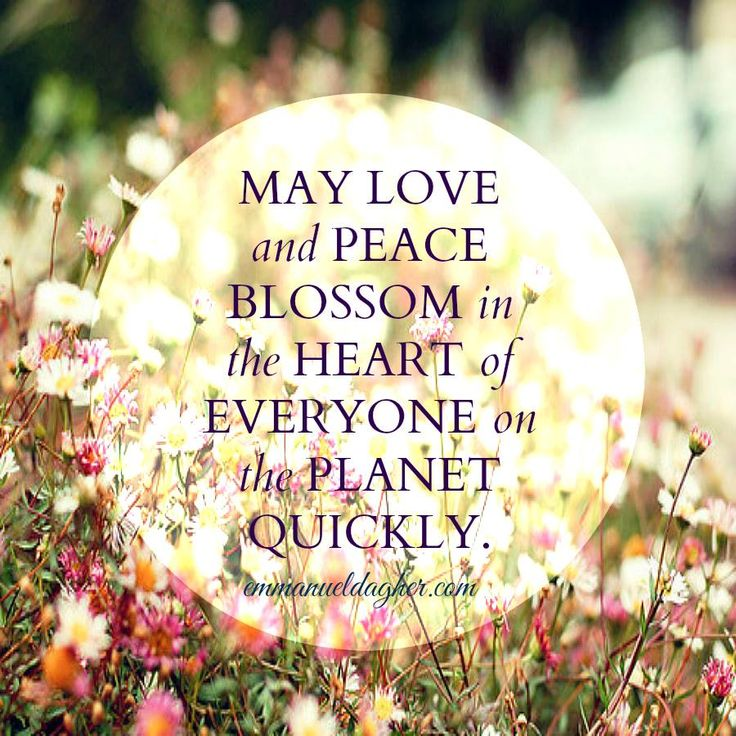 MAY LOVE
and PEACE
BLOSSOM in
the HEART of
EVERYONE on
the PLANET
QUICKLY.
emmanueldagher.com